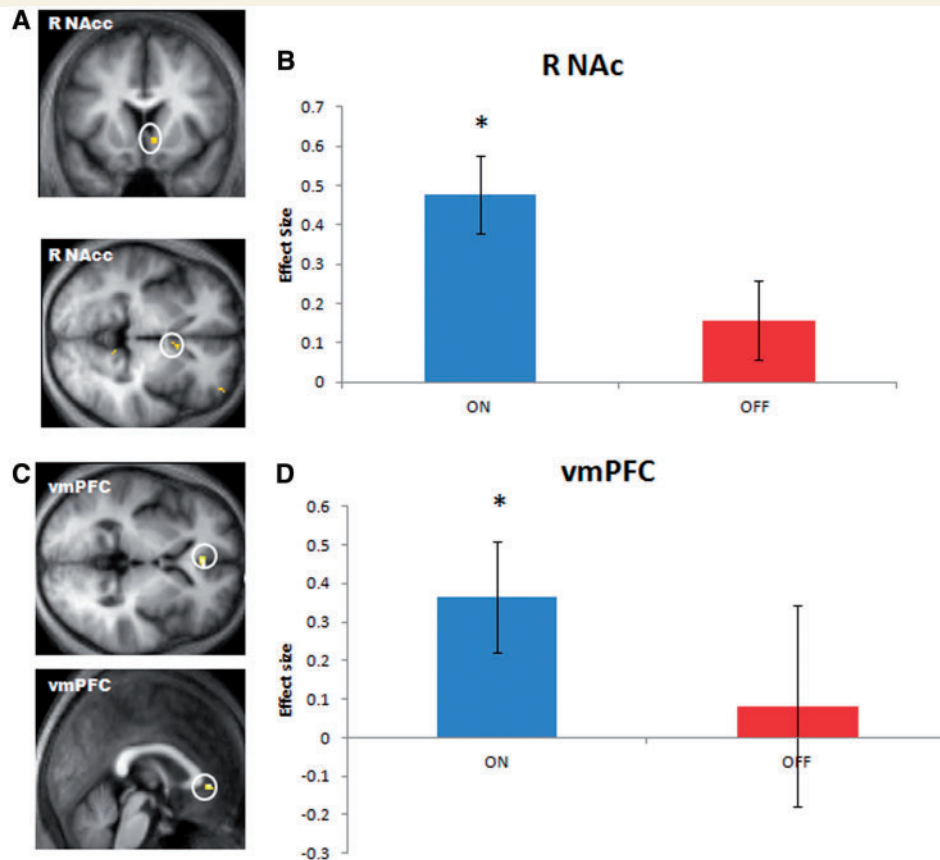 A
R NAcc
R NAcc
B
R NAc
0.7
0.6
0.5
0.4
0.3
0.2
0.1
0
Effect Size
*
ON
OFF
C
vmPFC
vmPFC
D
vmPFC
0.6
0.5
0.4
0.3
0.2
0.1
0
-0.1
-0.2
-0.3
Effect size
*
ON
OFF